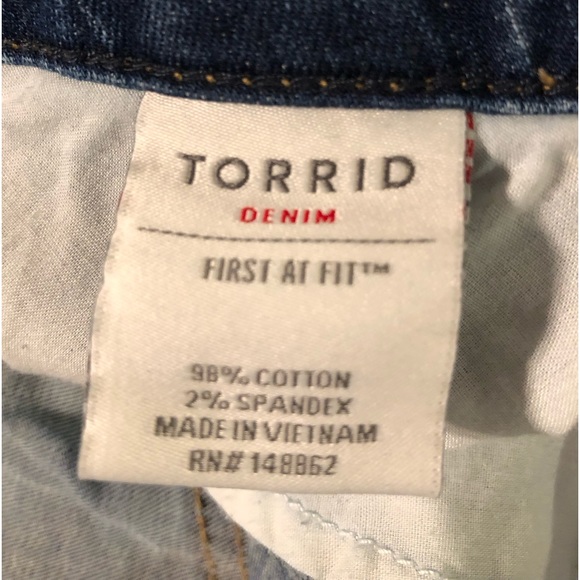 TORRID
DENIM
FIRST AT FIT™
98% COTTON
2% SPANDEX
MADE IN VIETNAM
RN# 148862